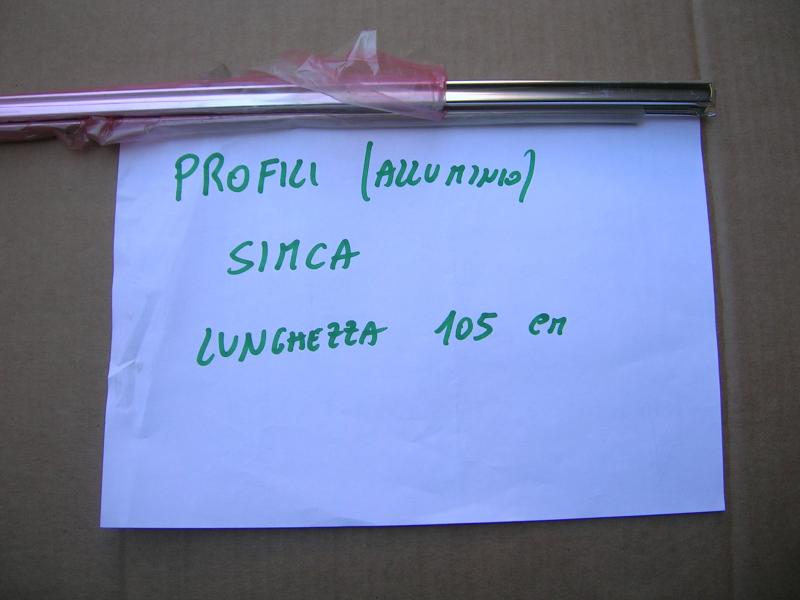 PROFILI (ALLUMINIO)
SIMCA
LUNGHEZZA 105 cm